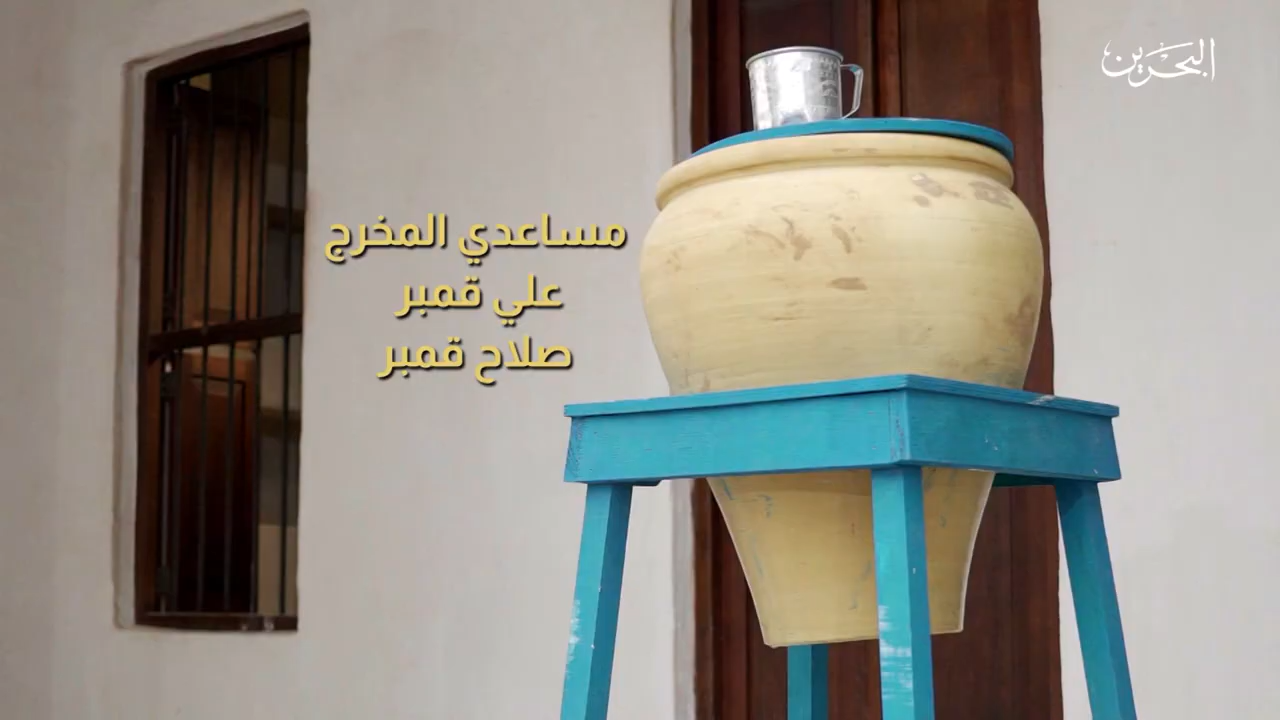 البحرين
مساعدي المخرج
علي قمبر
صلاح قمبر